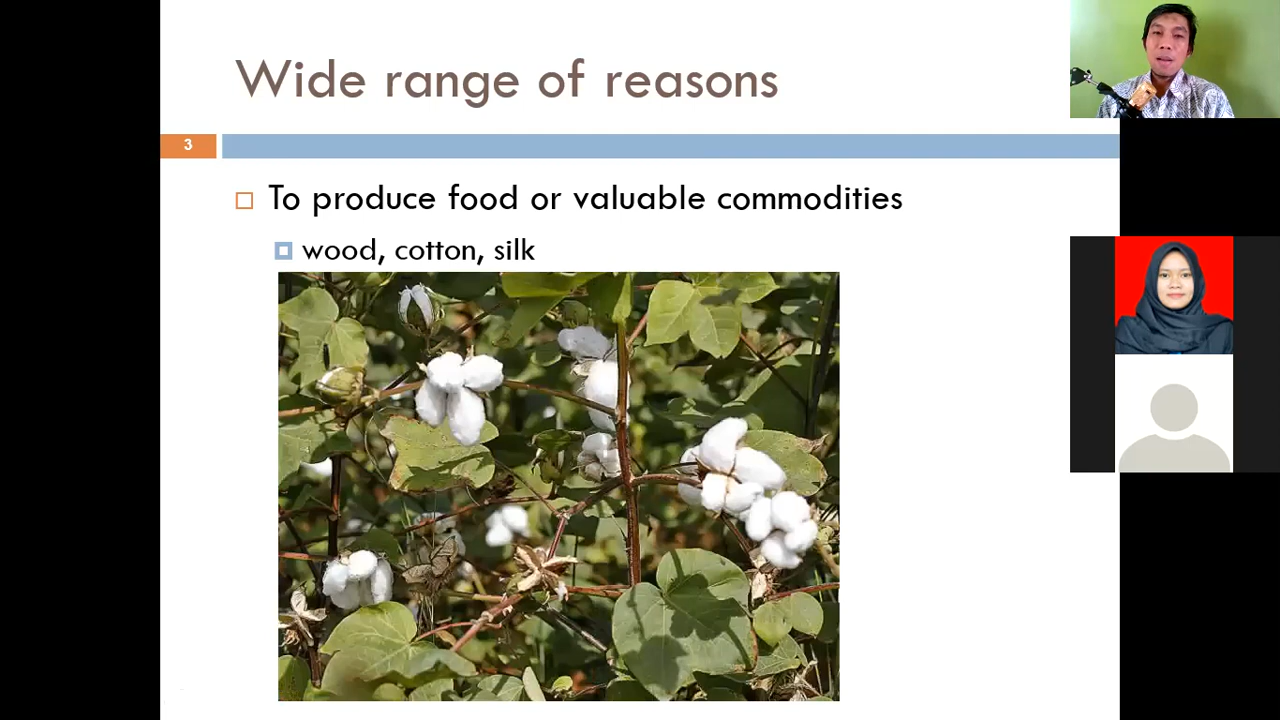 Wide range of reasons
3
To produce food or valuable commodities
wood, cotton, silk